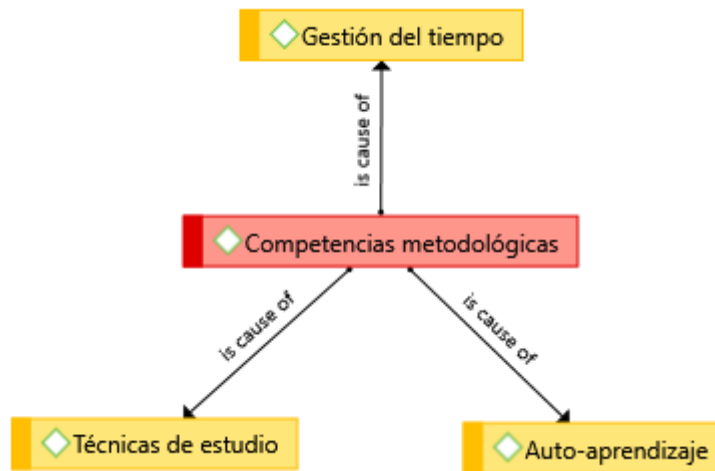 Gestión del tiempo
is cause of
Competencias metodológicas
is cause of
is cause of
Técnicas de estudio
Auto-aprendizaje